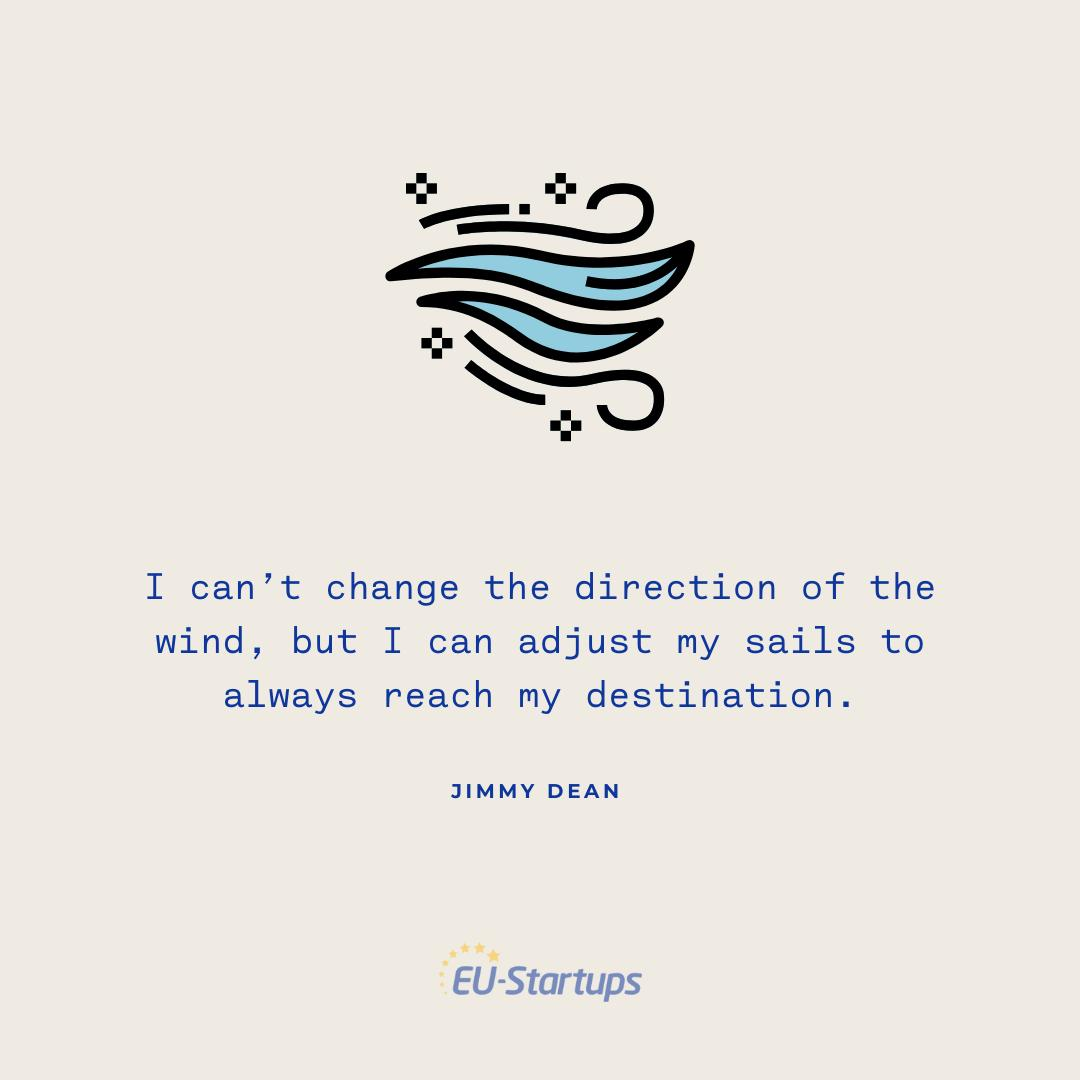 I can’t change the direction of the
wind, but I can adjust my sails to
always reach my destination.
JIMMY DEAN
EU-Startups